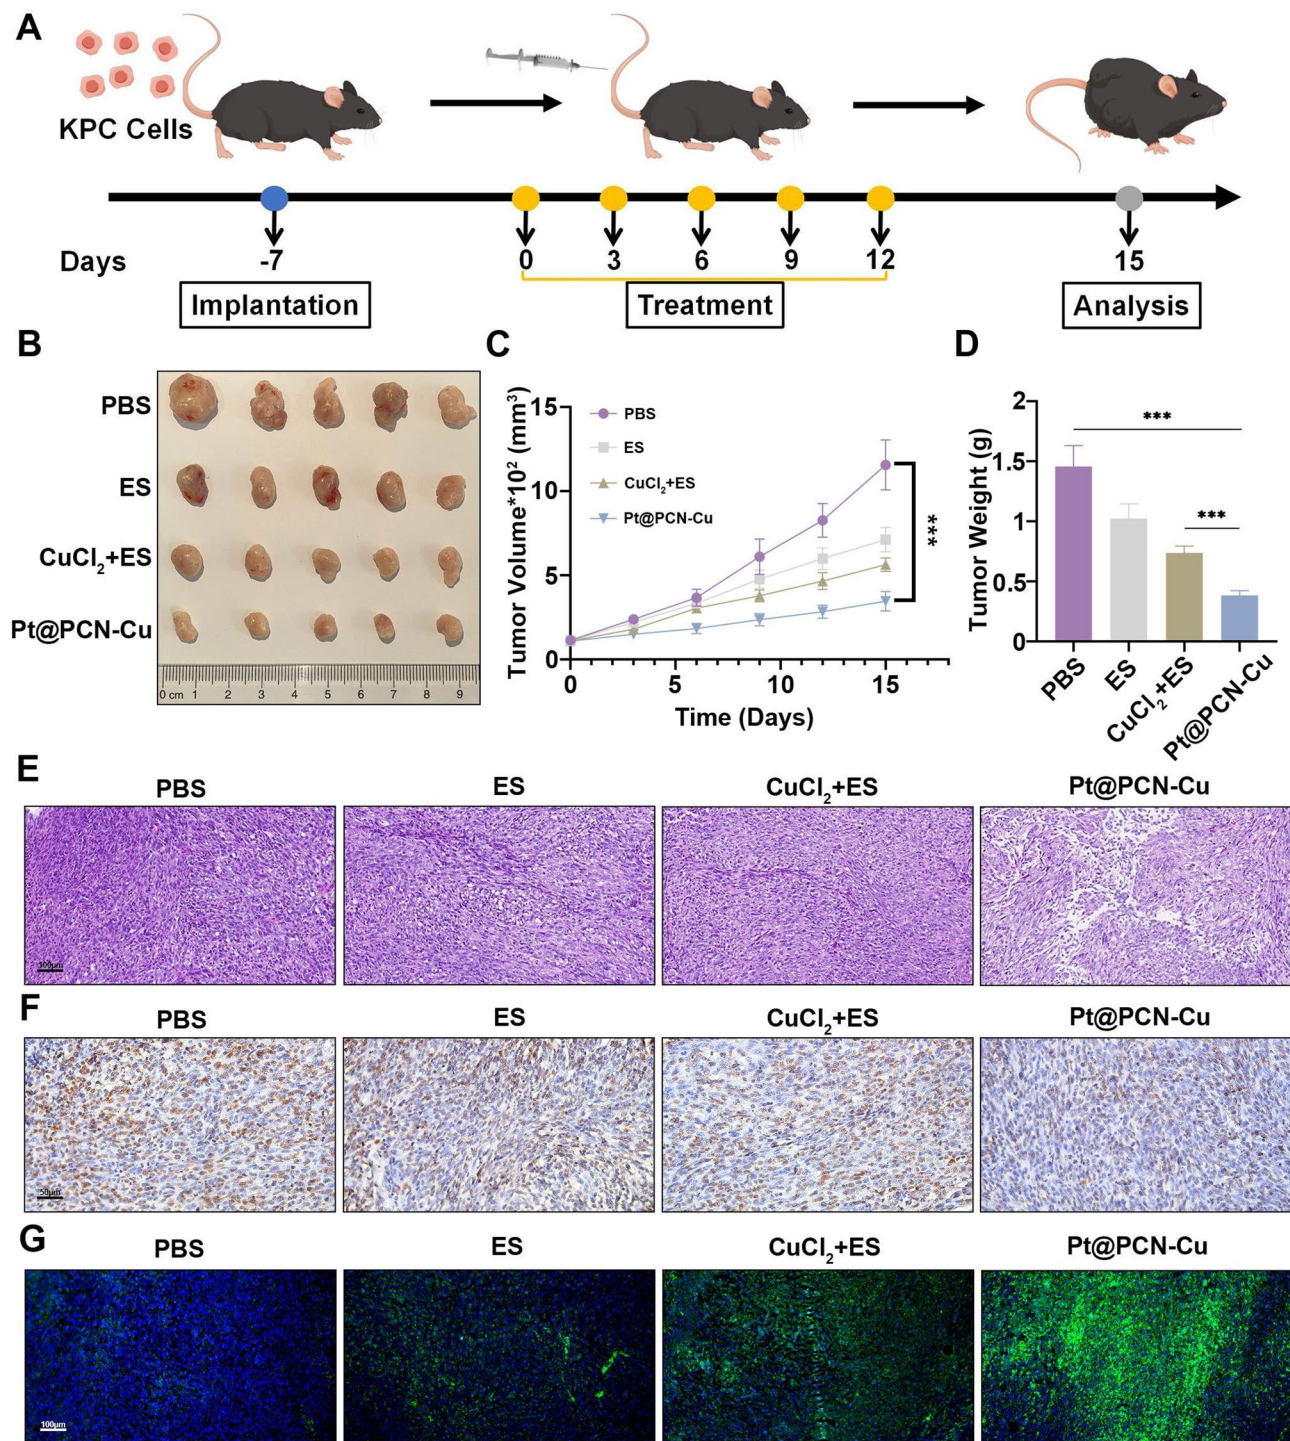 A
KPC Cells
Days
-7
0
3
6
9
12
15
Implantation
Treatment
Analysis
B
PBS
ES
CuCl2+ES
Pt@PCN-Cu
0 cm 1 2 3 4 5 6 7 8 9
C
Tumor Volume*10² (mm³)
15
10
5
0
PBS
ES
CuCl2+ES
Pt@PCN-Cu
***
0 5 10 15
Time (Days)
D
Tumor Weight (g)
2
1.5
1
0.5
0
***
***
PBS
ES
CuCl2+ES
Pt@PCN-Cu
E
PBS
ES
CuCl2+ES
Pt@PCN-Cu
100μm
F
PBS
ES
CuCl2+ES
Pt@PCN-Cu
50μm
G
PBS
ES
CuCl2+ES
Pt@PCN-Cu
100μm